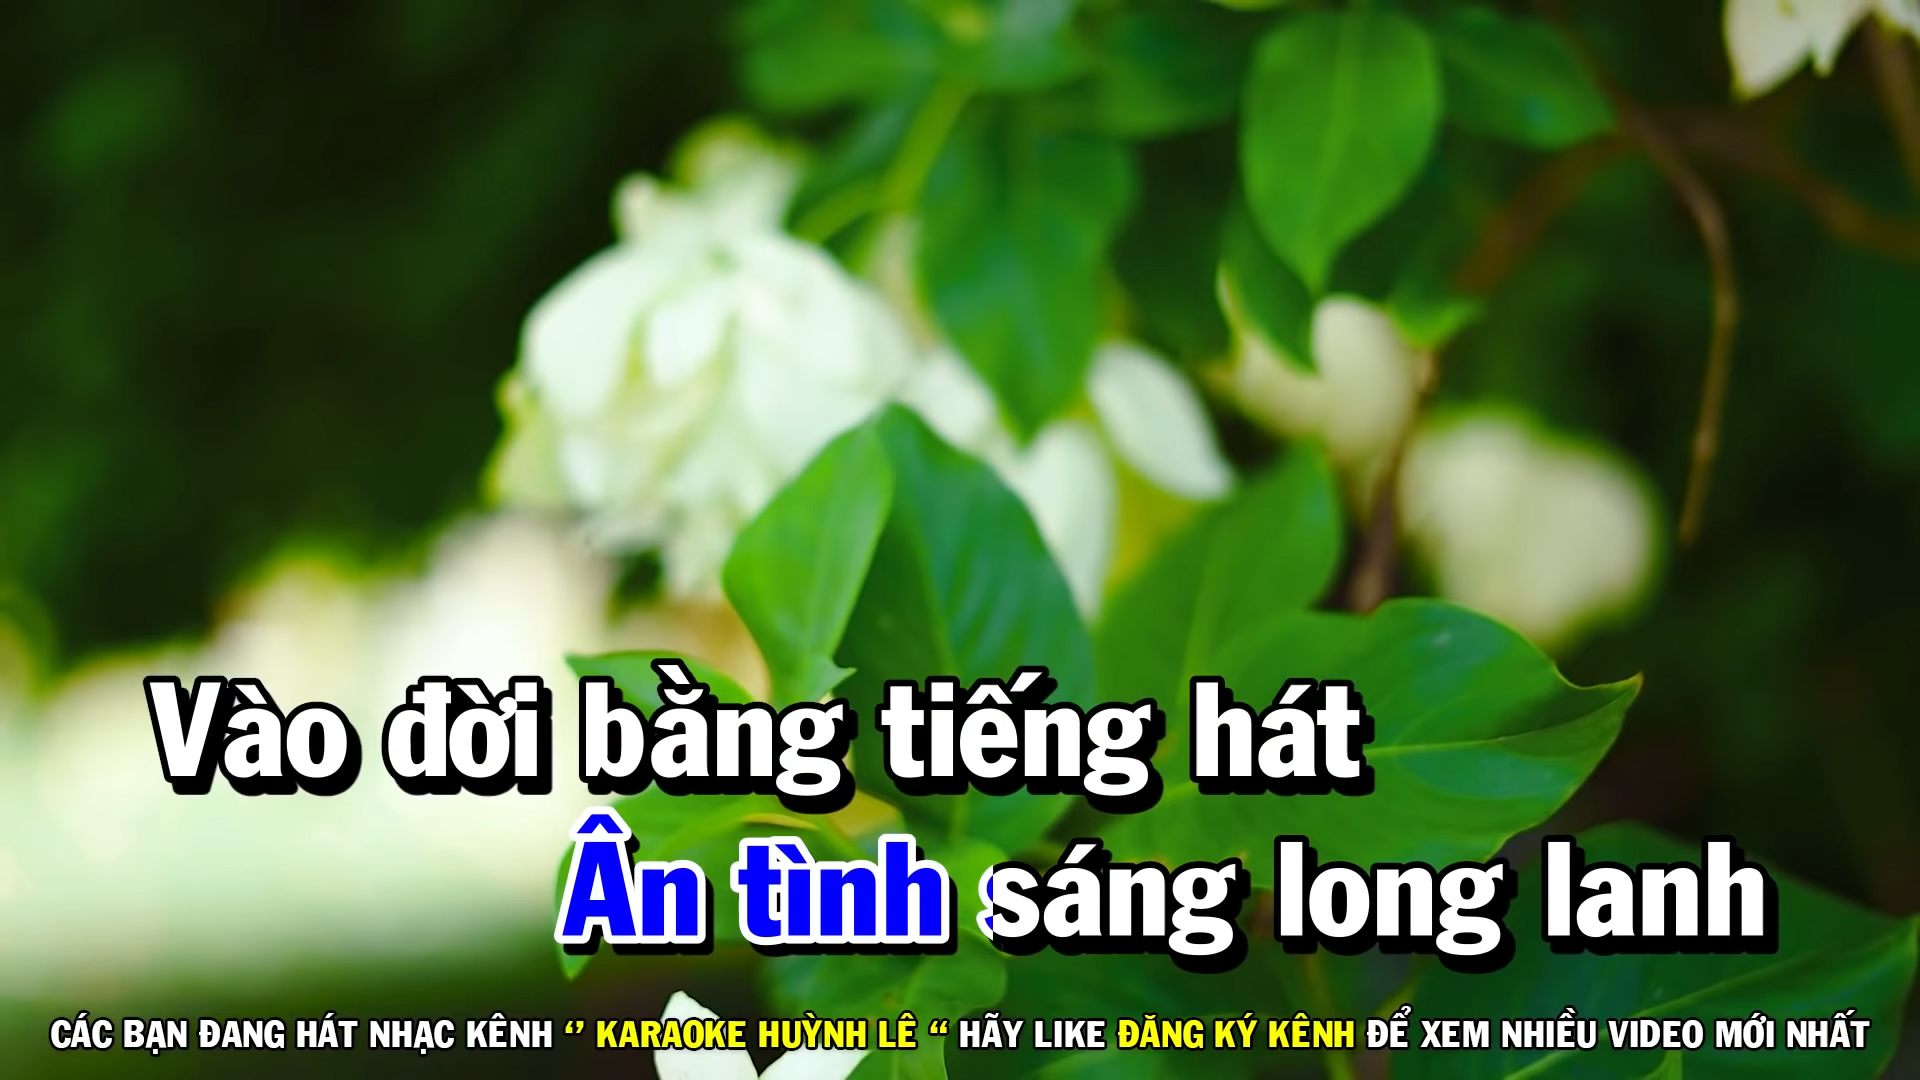 Vào đời bằng tiếng hát
Ân tình sáng long lanh
CÁC BẠN ĐANG HÁT NHẠC KÊNH ‘’ KARAOKE HUỲNH LÊ “ HÃY LIKE ĐĂNG KÝ KÊNH ĐỂ XEM NHIỀU VIDEO MỚI NHẤT